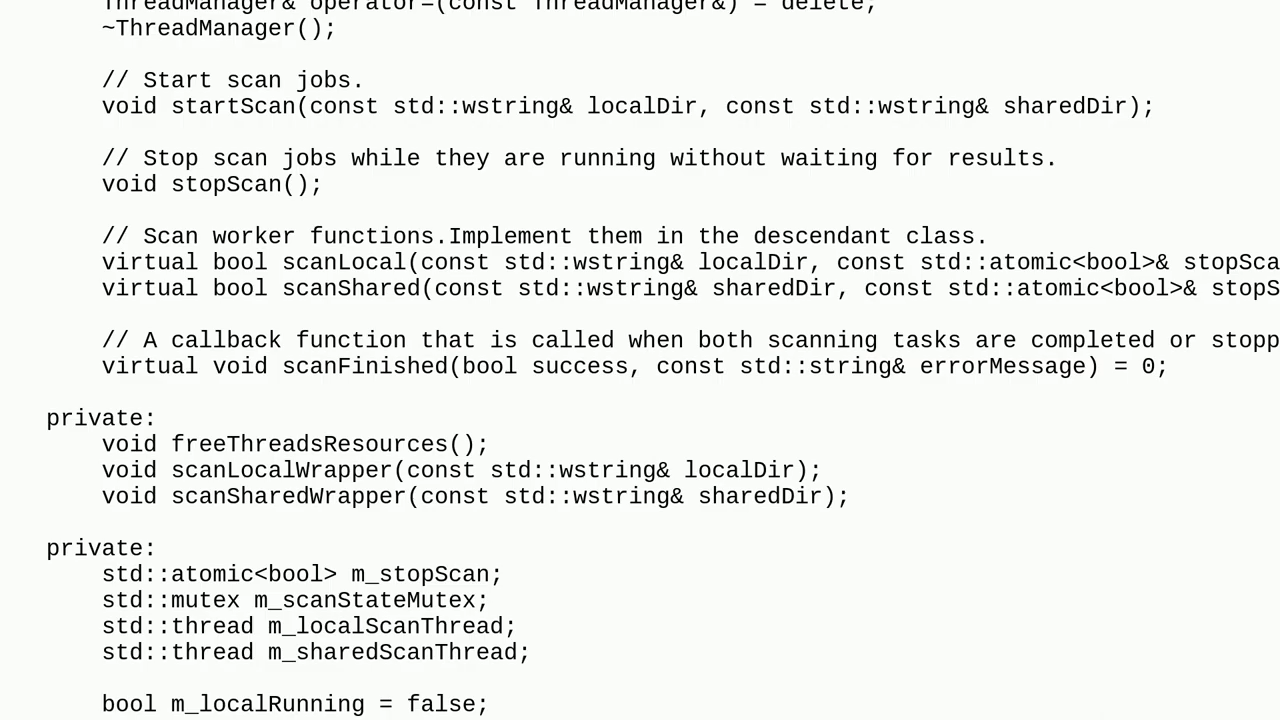 ThreadManager& operator=(const ThreadManager&) = delete;
~ThreadManager();
// Start scan jobs.
void startScan(const std::wstring& localDir, const std::wstring& sharedDir);
// Stop scan jobs while they are running without waiting for results.
void stopScan();
// Scan worker functions.Implement them in the descendant class.
virtual bool scanLocal(const std::wstring& localDir, const std::atomic<bool>& stopSca
virtual bool scanShared(const std::wstring& sharedDir, const std::atomic<bool>& stopS
// A callback function that is called when both scanning tasks are completed or stopp
virtual void scanFinished(bool success, const std::string& errorMessage) = 0;
private:
void freeThreadsResources();
void scanLocalWrapper(const std::wstring& localDir);
void scanSharedWrapper(const std::wstring& sharedDir);
private:
std::atomic<bool> m_stopScan;
std::mutex m_scanStateMutex;
std::thread m_localScanThread;
std::thread m_sharedScanThread;
bool m_localRunning = false;